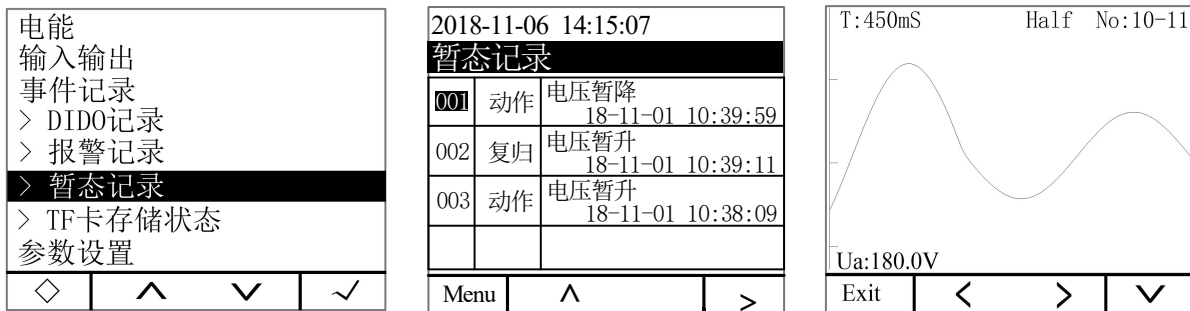 电能
输入输出
事件记录
> DIDO记录
> 报警记录
> 暂态记录
> TF卡存储状态
参数设置
2018-11-06 14:15:07
暂态记录
001 动作 电压暂降
18-11-01 10:39:59
002 复归 电压暂升
18-11-01 10:39:11
003 动作 电压暂升
18-11-01 10:38:09
Menu >
T:450mS Half No:10-11
Ua:180.0V
Exit < >